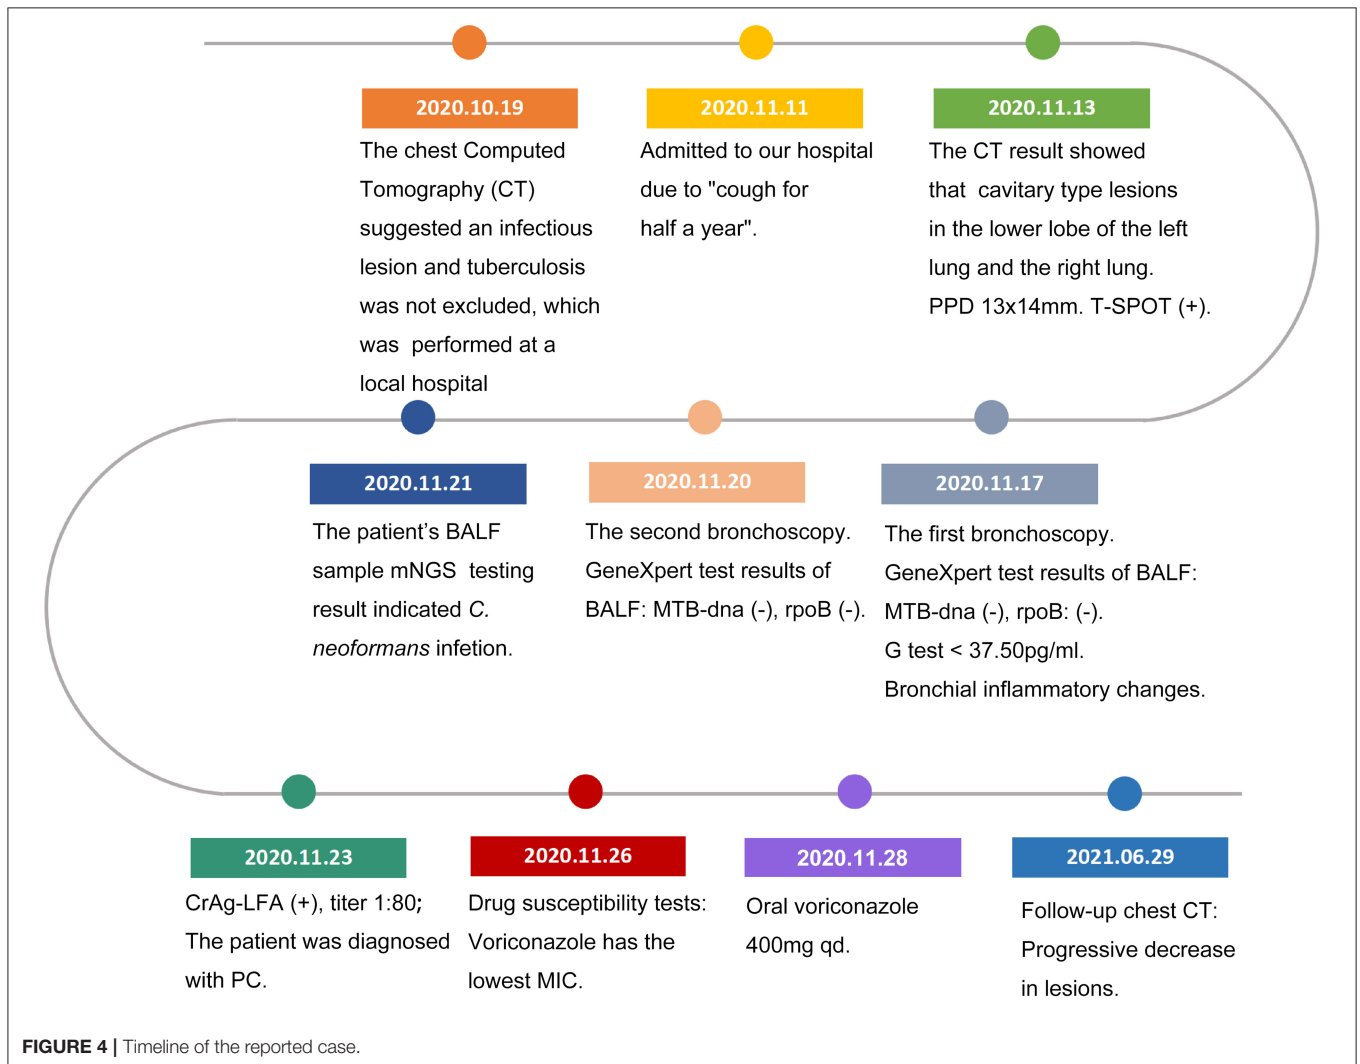 2020.10.19
The chest Computed
Tomography (CT)
suggested an infectious
lesion and tuberculosis
was not excluded, which
was performed at a
local hospital
2020.11.11
Admitted to our hospital
due to "cough for
half a year".
2020.11.13
The CT result showed
that cavitary type lesions
in the lower lobe of the left
lung and the right lung.
PPD 13x14mm. T-SPOT (+).
2020.11.17
The first bronchoscopy.
GeneXpert test results of BALF:
MTB-dna (-), rpoB: (-).
G test < 37.50pg/ml.
Bronchial inflammatory changes.
2020.11.20
The second bronchoscopy.
GeneXpert test results of
BALF: MTB-dna (-), rpoB (-).
2020.11.21
The patient’s BALF
sample mNGS testing
result indicated C.
neoformans infetion.
2020.11.23
CrAg-LFA (+), titer 1:80;
The patient was diagnosed
with PC.
2020.11.26
Drug susceptibility tests:
Voriconazole has the
lowest MIC.
2020.11.28
Oral voriconazole
400mg qd.
2021.06.29
Follow-up chest CT:
Progressive decrease
in lesions.
FIGURE 4 | Timeline of the reported case.